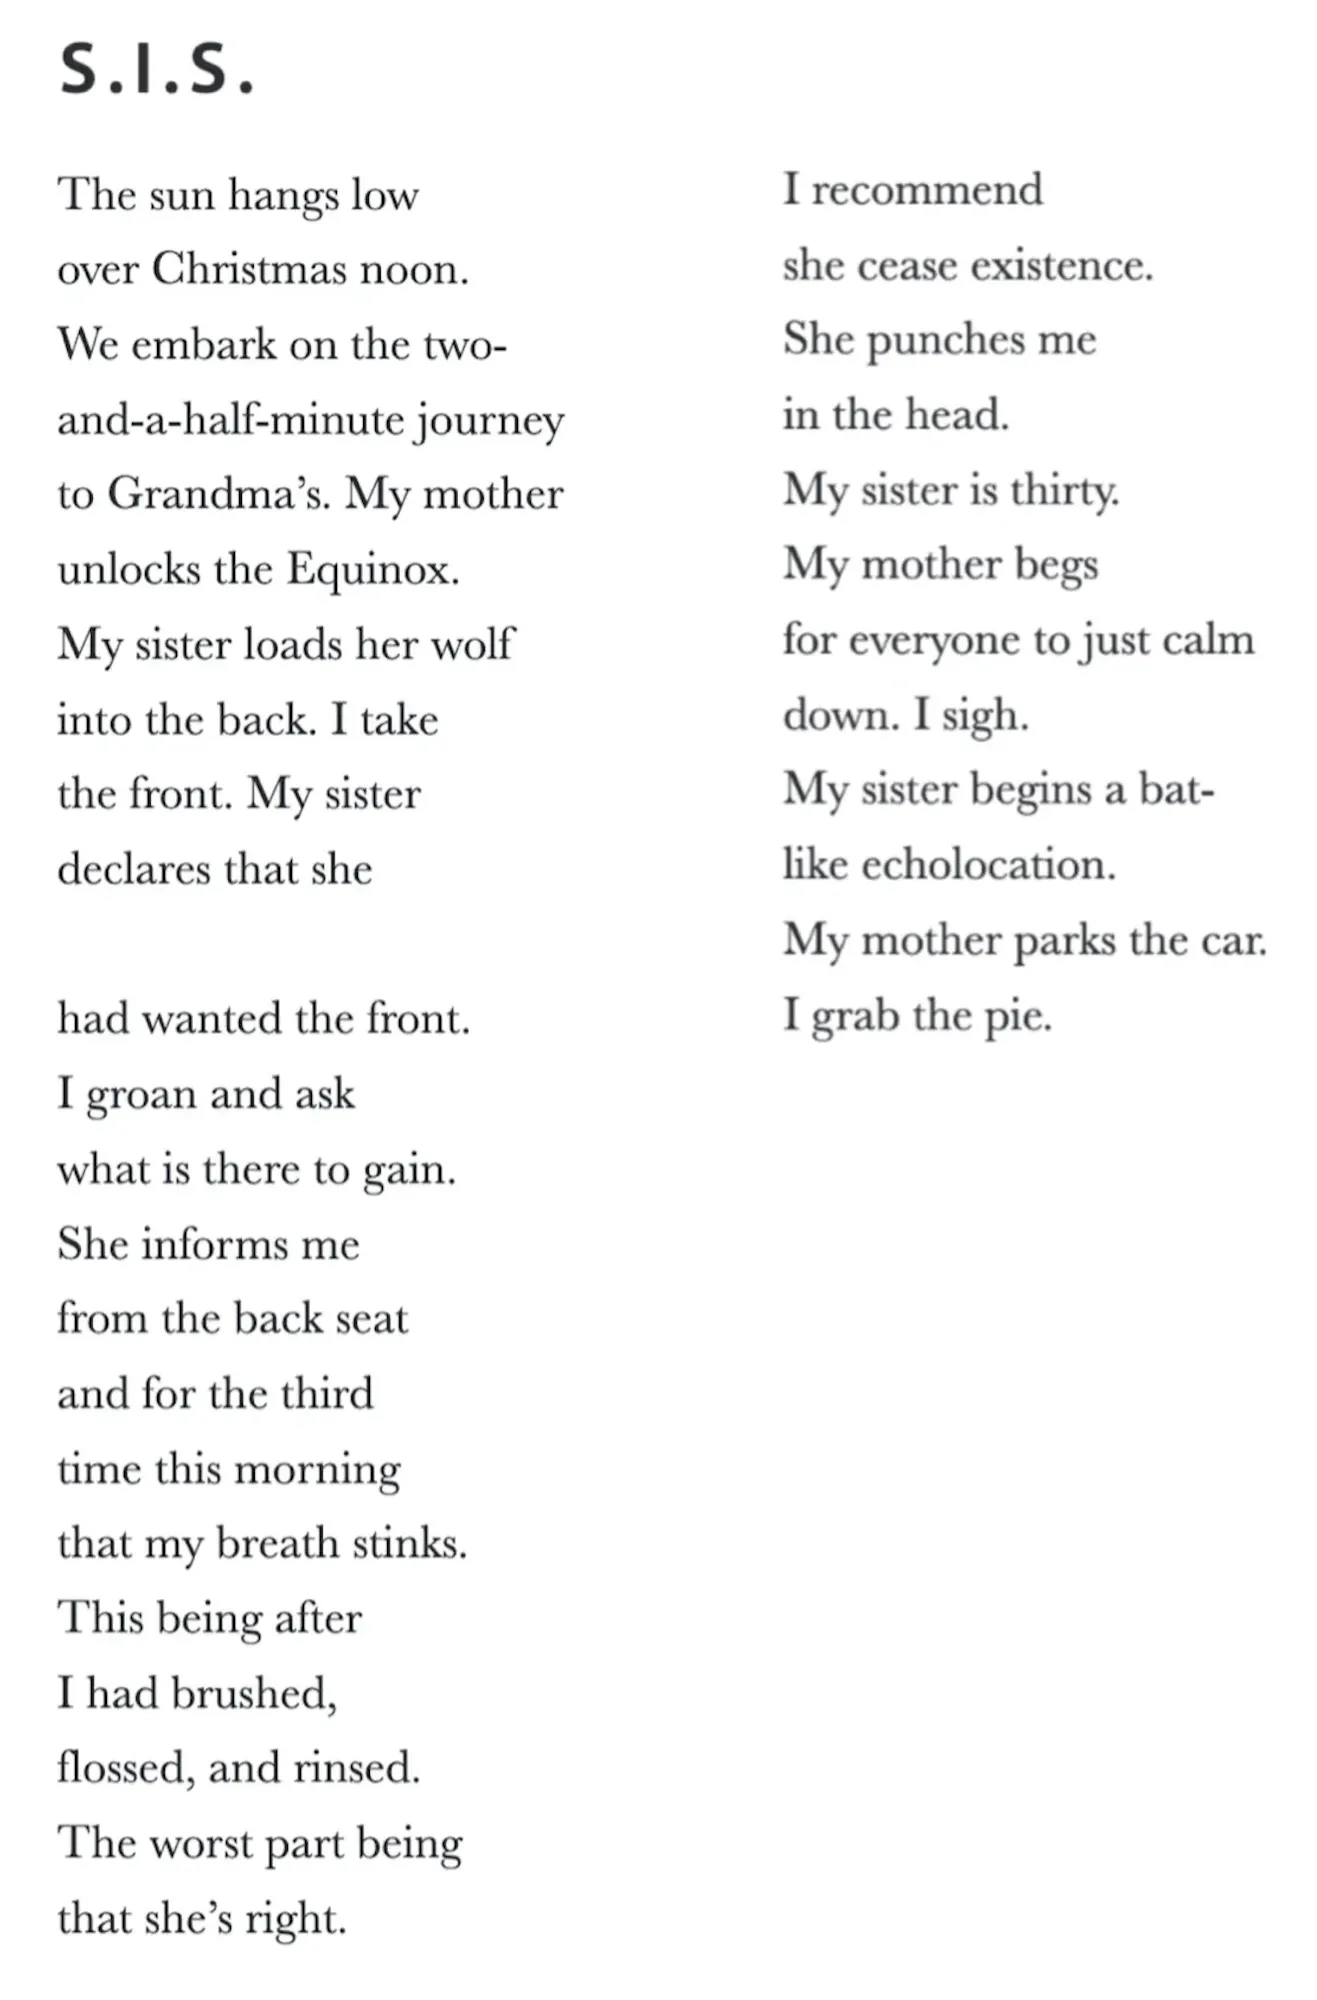 S.I.S.
The sun hangs low
over Christmas noon.
We embark on the two-
and-a-half-minute journey
to Grandma’s. My mother
unlocks the Equinox.
My sister loads her wolf
into the back. I take
the front. My sister
declares that she
had wanted the front.
I groan and ask
what is there to gain.
She informs me
from the back seat
and for the third
time this morning
that my breath stinks.
This being after
I had brushed,
flossed, and rinsed.
The worst part being
that she’s right.
I recommend
she cease existence.
She punches me
in the head.
My sister is thirty.
My mother begs
for everyone to just calm
down. I sigh.
My sister begins a bat-
like echolocation.
My mother parks the car.
I grab the pie.